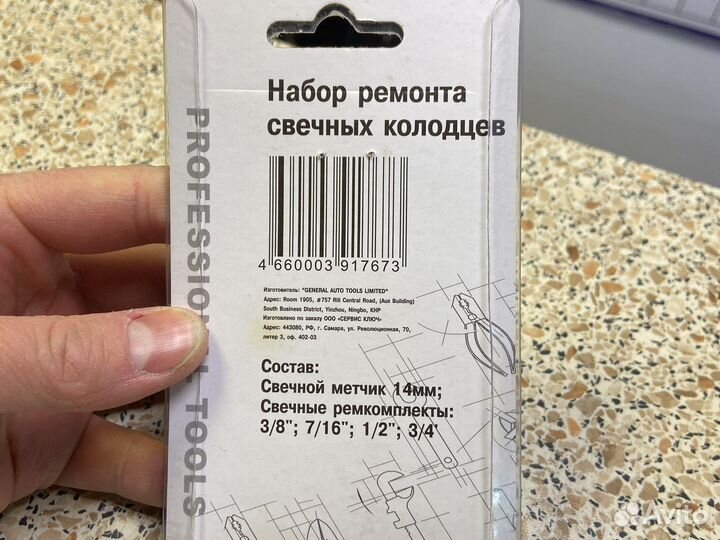 Набор ремонта
свечных колодцев
PROFESSIONAL TOOLS
4 660003 917673
Изготовитель: "GENERAL AUTO TOOLS LIMITED"
Адрес: Room 1905, #757 Rili Central Road, (Aux Building)
South Business District, Yinzhou, Ningbo, КНР
Изготовлено по заказу ООО «СЕРВИС КЛЮЧ»
Адрес: 443080, РФ, г. Самара, ул. Революционная, 70,
литер 3, оф. 402-03
Состав:
Свечной метчик 14мм;
Свечные ремкомплекты:
3/8"; 7/16"; 1/2"; 3/4'
Avito